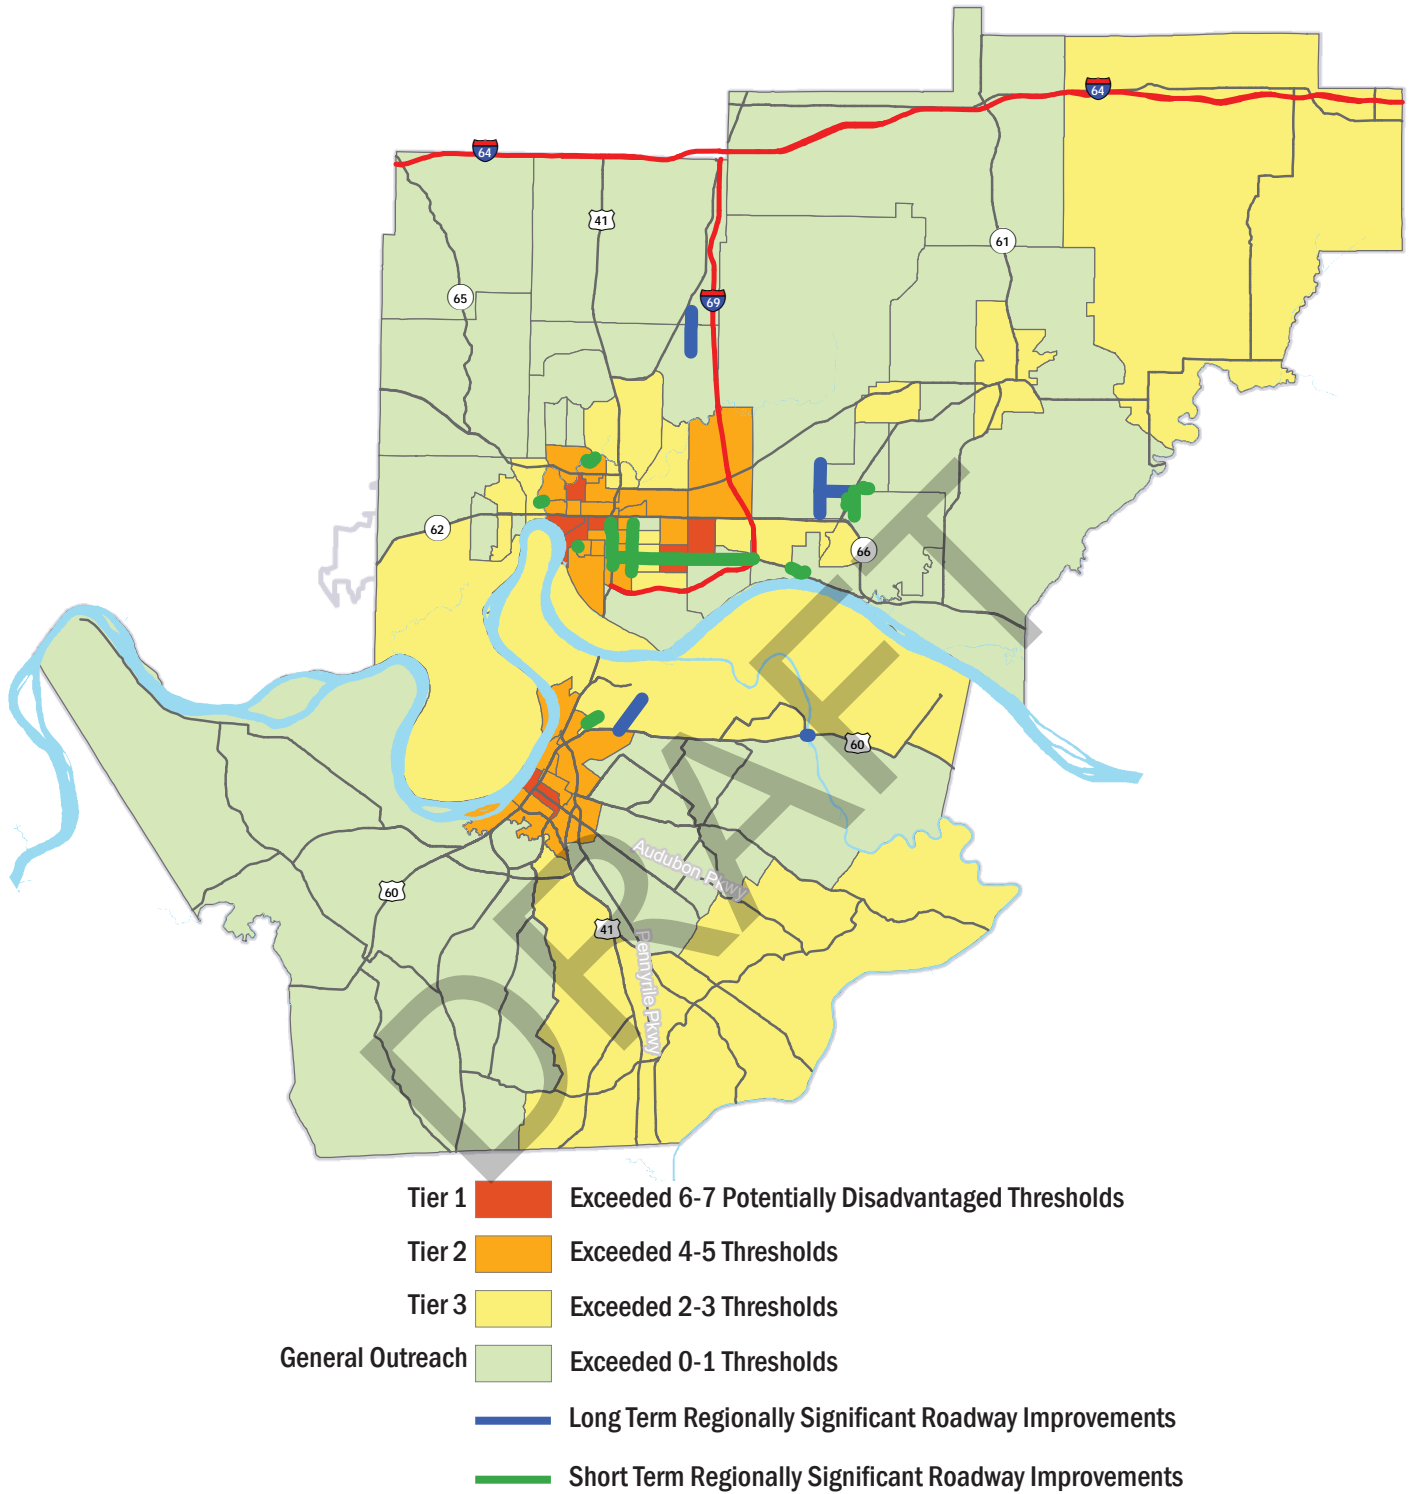 64
64
41
61
65
69
62
66
60
DRAFT
Audubon Pkwy
60
41
Pennyrile Pkwy
Tier 1 Exceeded 6-7 Potentially Disadvantaged Thresholds
Tier 2 Exceeded 4-5 Thresholds
Tier 3 Exceeded 2-3 Thresholds
General Outreach Exceeded 0-1 Thresholds
Long Term Regionally Significant Roadway Improvements
Short Term Regionally Significant Roadway Improvements